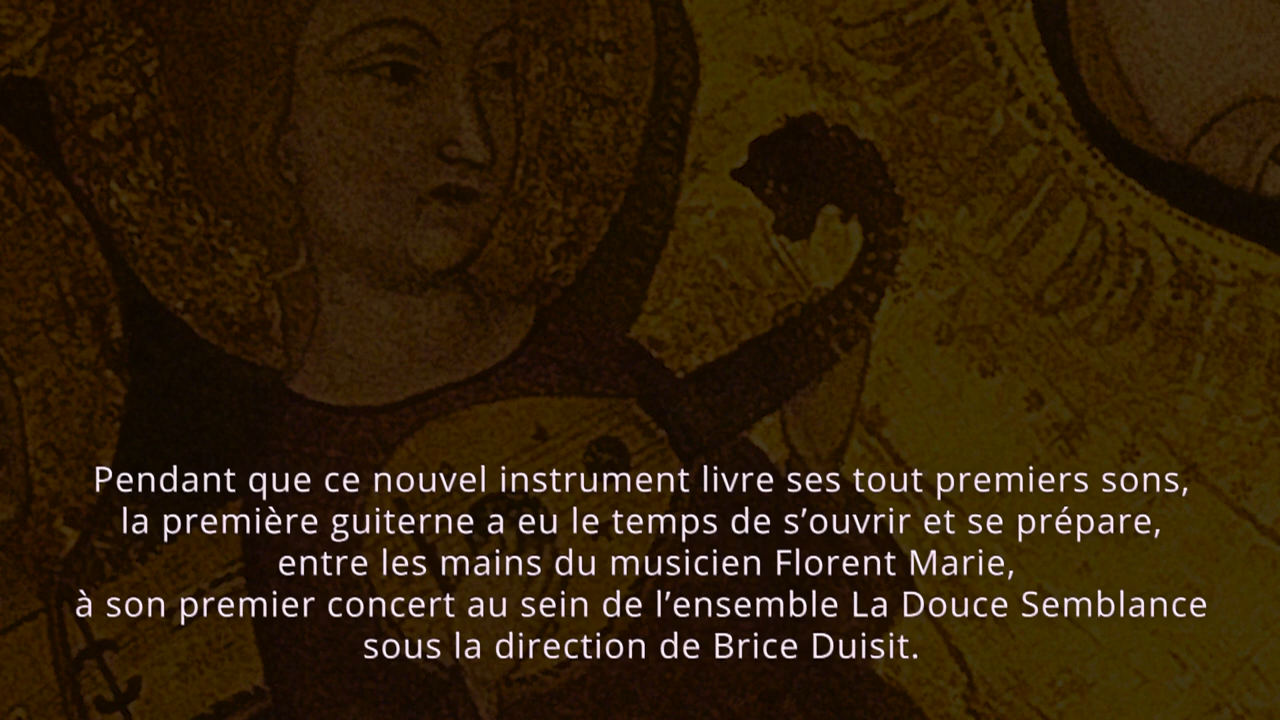 Pendant que ce nouvel instrument livre ses tout premiers sons,
la première guiterne a eu le temps de s’ouvrir et se prépare,
entre les mains du musicien Florent Marie,
à son premier concert au sein de l’ensemble La Douce Semblance
sous la direction de Brice Duisit.